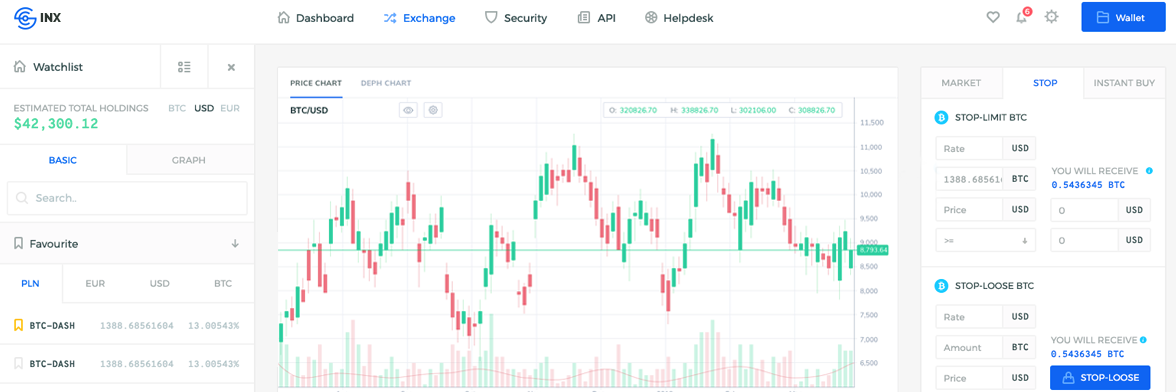 INX
Dashboard
Exchange
Security
API
Helpdesk
6
Wallet
Watchlist
ESTIMATED TOTAL HOLDINGS BTC USD EUR
$42,300.12
BASIC GRAPH
Search..
Favourite
PLN EUR USD BTC
BTC-DASH 1388.68561604 13.00543%
BTC-DASH 1388.68561604 13.00543%
PRICE CHART DEPH CHART
BTC/USD
O: 320826.70 H: 338826.70 L: 302106.00 C: 308826.70
11,500
11,000
10,500
10,000
9,500
9,000
8,793.64
8,500
8,000
7,500
7,000
6,500
MARKET STOP INSTANT BUY
STOP-LIMIT BTC
Rate USD
YOU WILL RECEIVE
1388.68561 BTC 0.5436345 BTC
Price USD 0 USD
>= 0 USD
STOP-LOOSE BTC
Rate USD
YOU WILL RECEIVE
Amount BTC 0.5436345 BTC
Price USD STOP-LOOSE